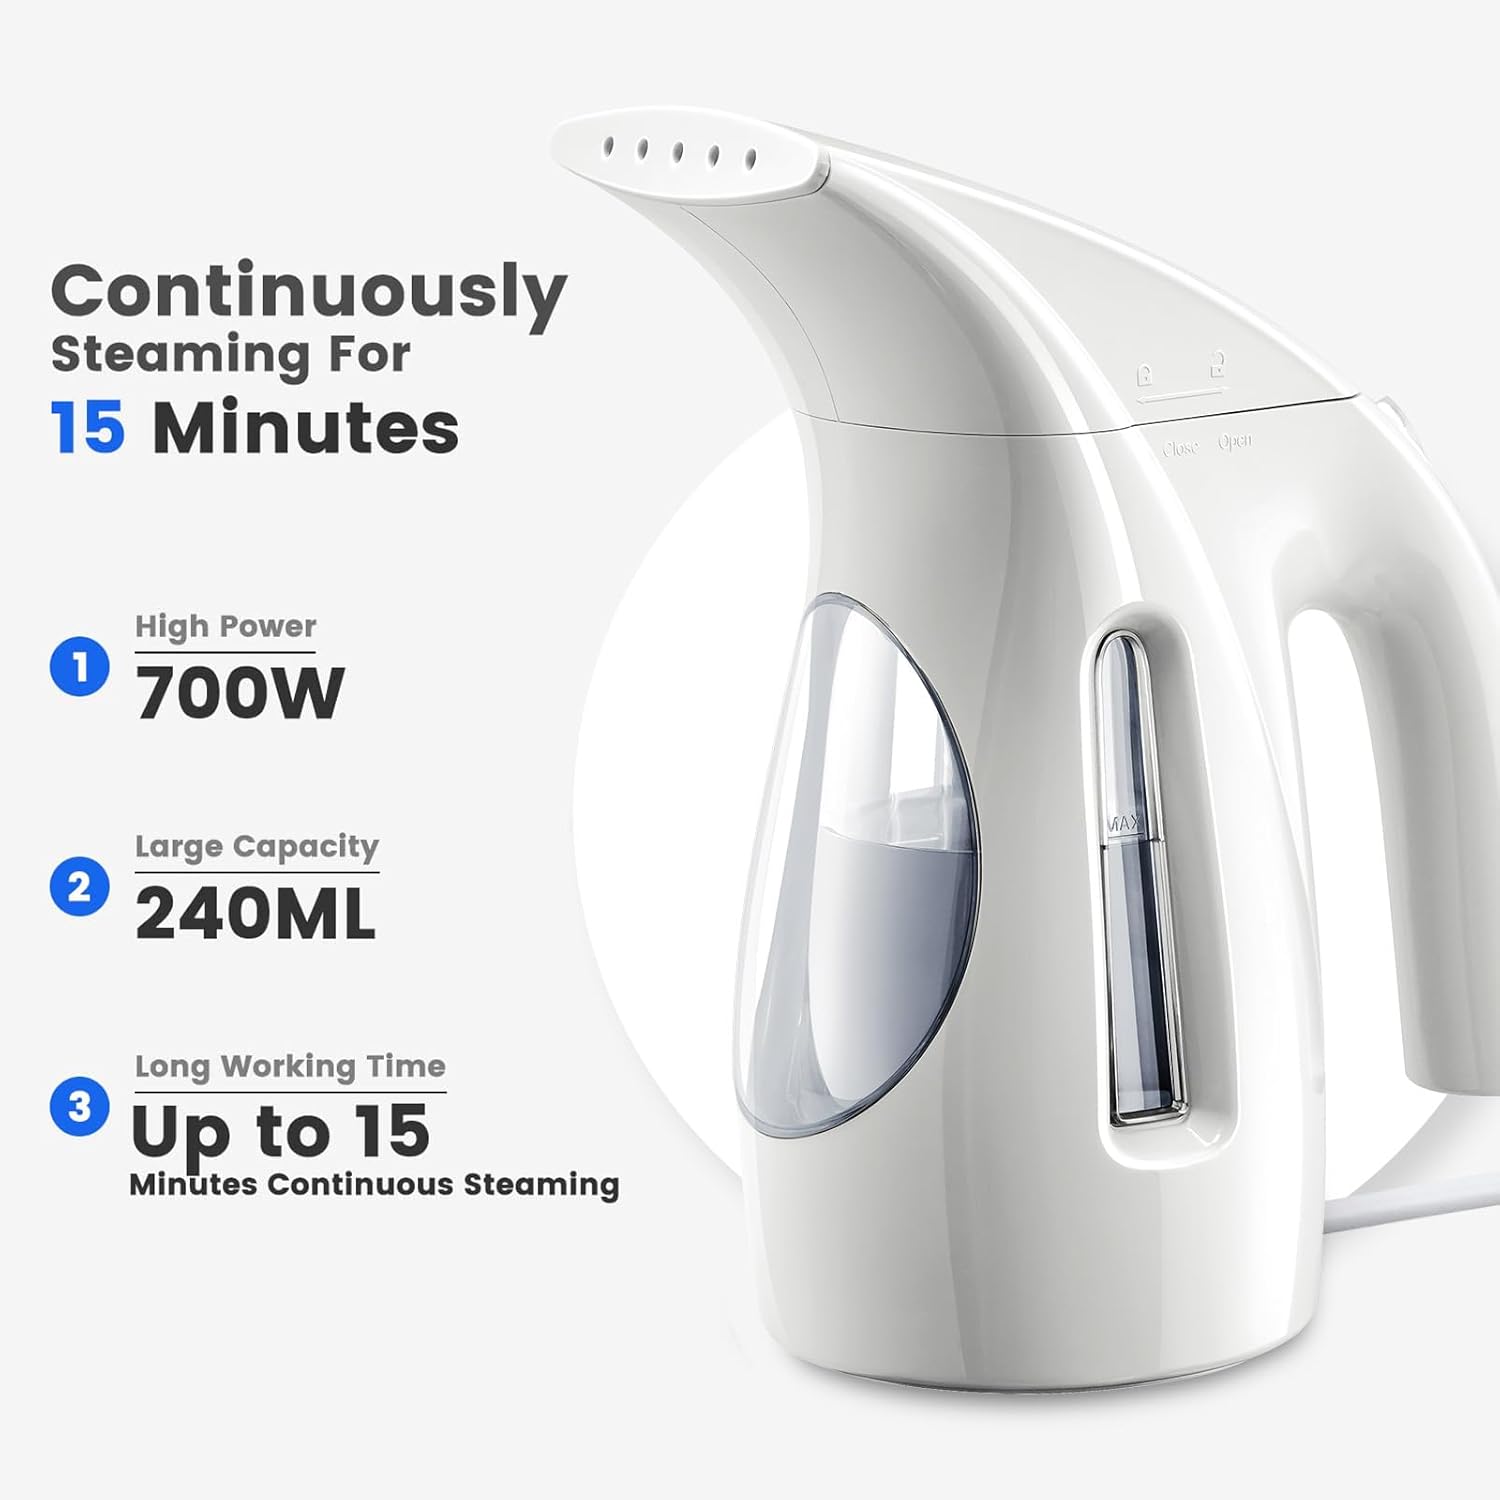 Continuously
Steaming For
15 Minutes
1
High Power
700W
2
Large Capacity
240ML
3
Long Working Time
Up to 15
Minutes Continuous Steaming
Close Open
MAX